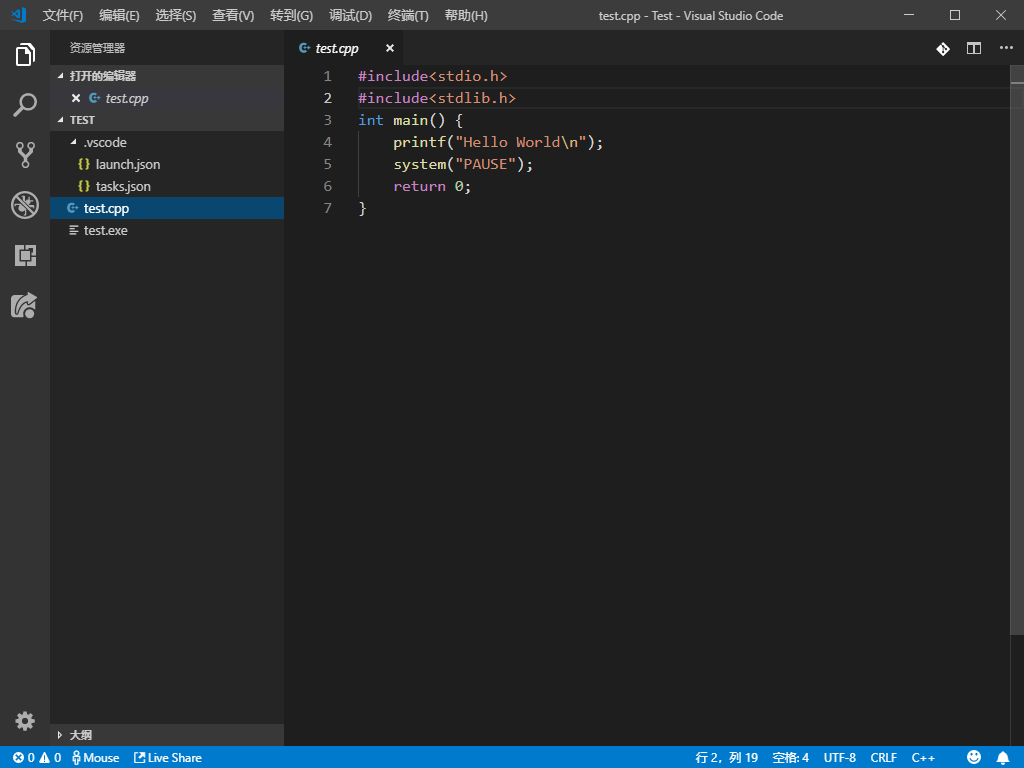 文件(F) 编辑(E) 选择(S) 查看(V) 转到(G) 调试(D) 终端(T) 帮助(H) test.cpp - Test - Visual Studio Code
资源管理器
打开的编辑器
test.cpp
TEST
.vscode
{} launch.json
{} tasks.json
test.cpp
test.exe
大纲
test.cpp
1 #include<stdio.h>
2 #include<stdlib.h>
3 int main() {
4     printf("Hello World\n");
5     system("PAUSE");
6     return 0;
7 }
0 0 Mouse Live Share 行 2，列 19 空格: 4 UTF-8 CRLF C++